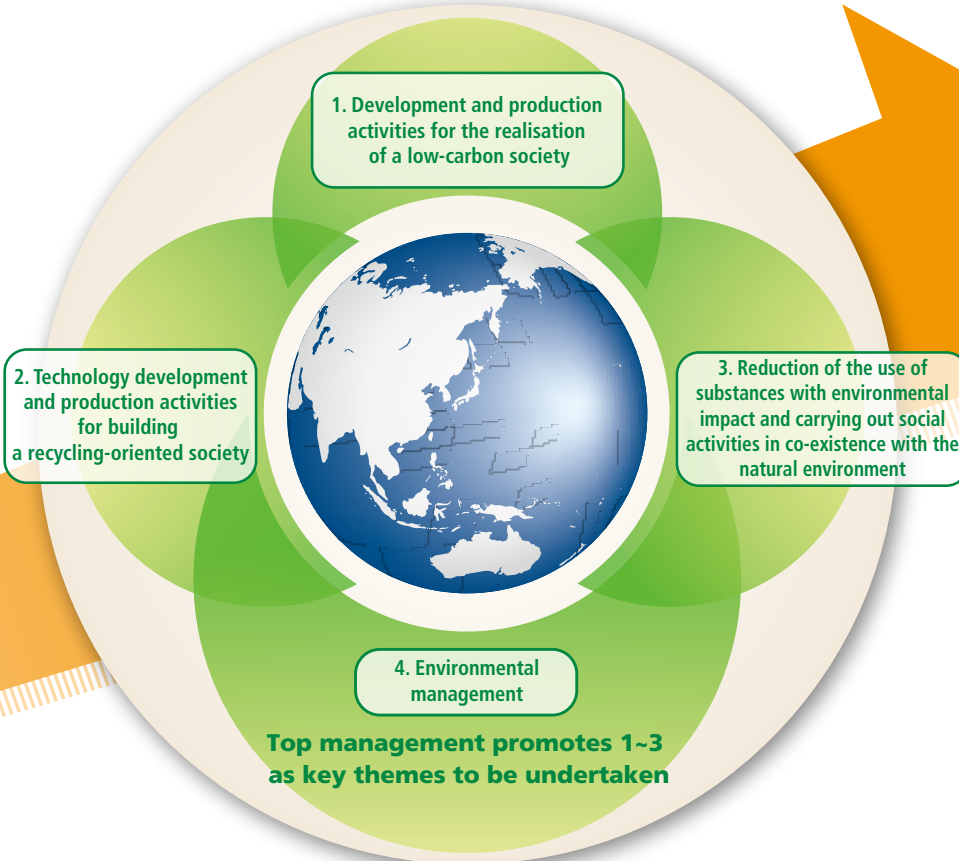 1. Development and production
activities for the realisation
of a low-carbon society
2. Technology development
and production activities
for building
a recycling-oriented society
3. Reduction of the use of
substances with environmental
impact and carrying out social
activities in co-existence with the
natural environment
4. Environmental
management
Top management promotes 1~3
as key themes to be undertaken